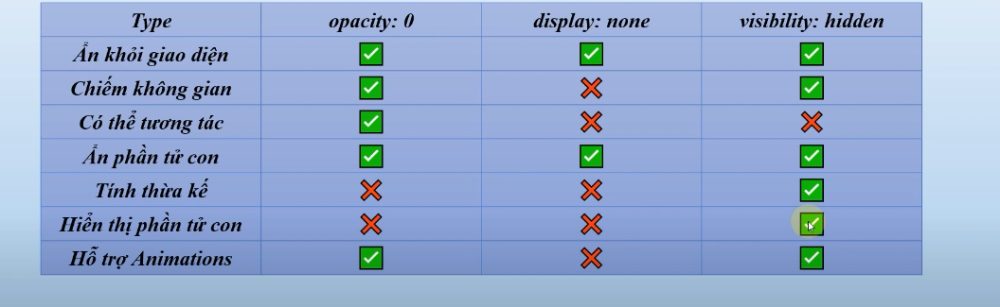 Type opacity: 0 display: none visibility: hidden
Ẩn khỏi giao diện
Chiếm không gian
Có thể tương tác
Ẩn phần tử con
Tính thừa kế
Hiển thị phần tử con
Hỗ trợ Animations